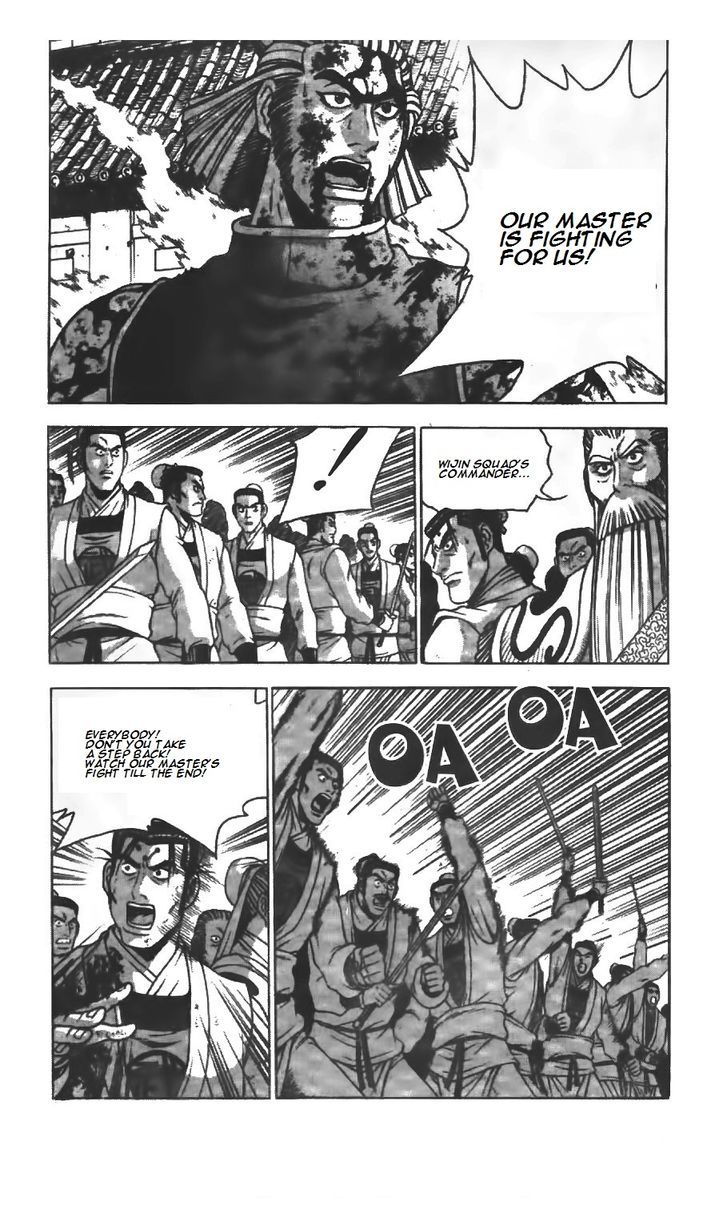 OUR MASTER
IS FIGHTING
FOR US!
!
WIJIN SQUAD'S
COMMANDER...
EVERYBODY!
DON'T YOU TAKE
A STEP BACK!
WATCH OUR MASTER'S
FIGHT TILL THE END!
OA
OA